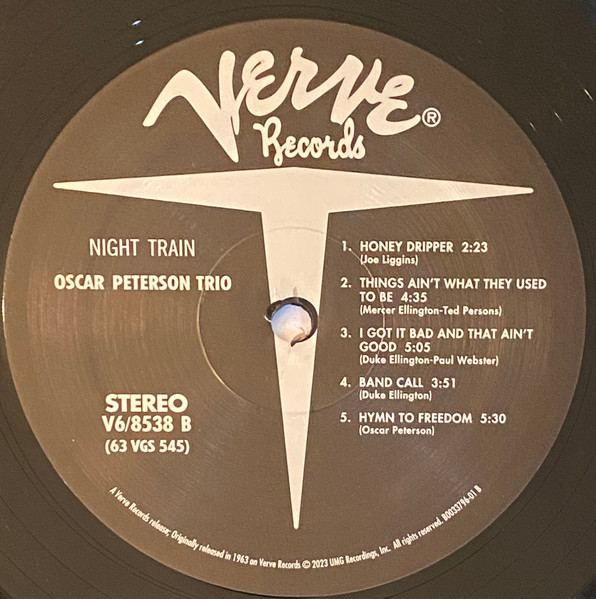 Verve®
Records
NIGHT TRAIN
OSCAR PETERSON TRIO
STEREO
V6/8538 B
(63 VGS 545)
1. HONEY DRIPPER 2:23
(Joe Liggins)
2. THINGS AIN'T WHAT THEY USED
TO BE 4:35
(Mercer Ellington-Ted Persons)
3. I GOT IT BAD AND THAT AIN'T
GOOD 5:05
(Duke Ellington-Paul Webster)
4. BAND CALL 3:51
(Duke Ellington)
5. HYMN TO FREEDOM 5:30
(Oscar Peterson)
A Verve Records release; Originally released in 1963 on Verve Records © 2023 UMG Recordings, Inc. All rights reserved. B0033796-01 B